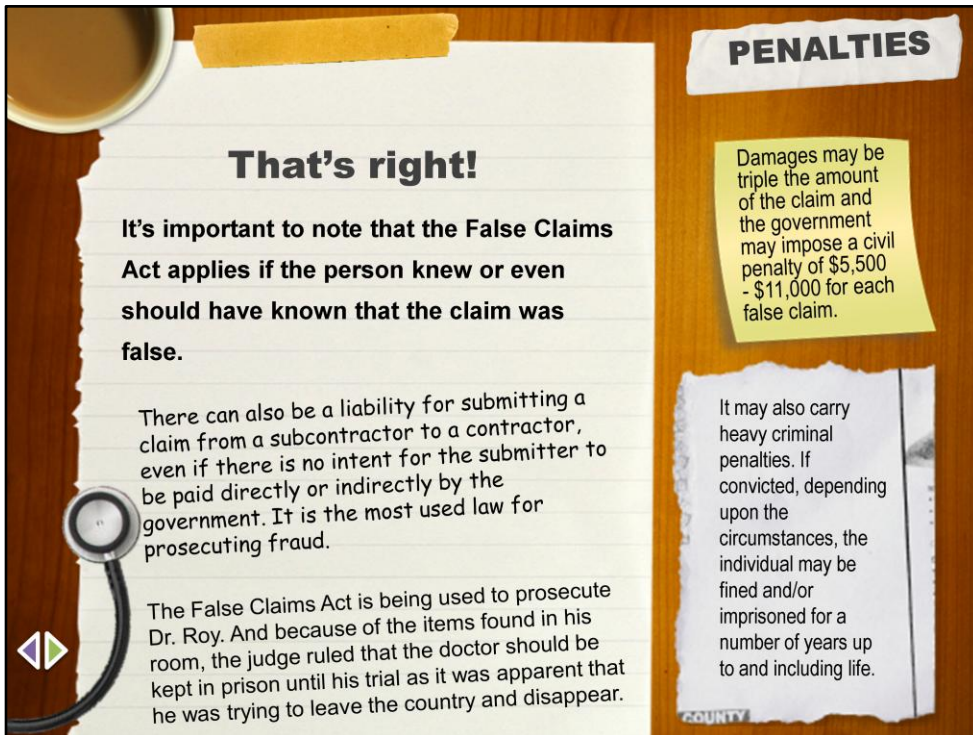 That's right!
It's important to note that the False Claims
Act applies if the person knew or even
should have known that the claim was
false.
There can also be a liability for submitting a
claim from a subcontractor to a contractor,
even if there is no intent for the submitter to
be paid directly or indirectly by the
government. It is the most used law for
prosecuting fraud.
The False Claims Act is being used to prosecute
Dr. Roy. And because of the items found in his
room, the judge ruled that the doctor should be
kept in prison until his trial as it was apparent that
he was trying to leave the country and disappear.
PENALTIES
Damages may be
triple the amount
of the claim and
the government
may impose a civil
penalty of $5,500
- $11,000 for each
false claim.
It may also carry
heavy criminal
penalties. If
convicted, depending
upon the
circumstances, the
individual may be
fined and/or
imprisoned for a
number of years up
to and including life.
COUNTY